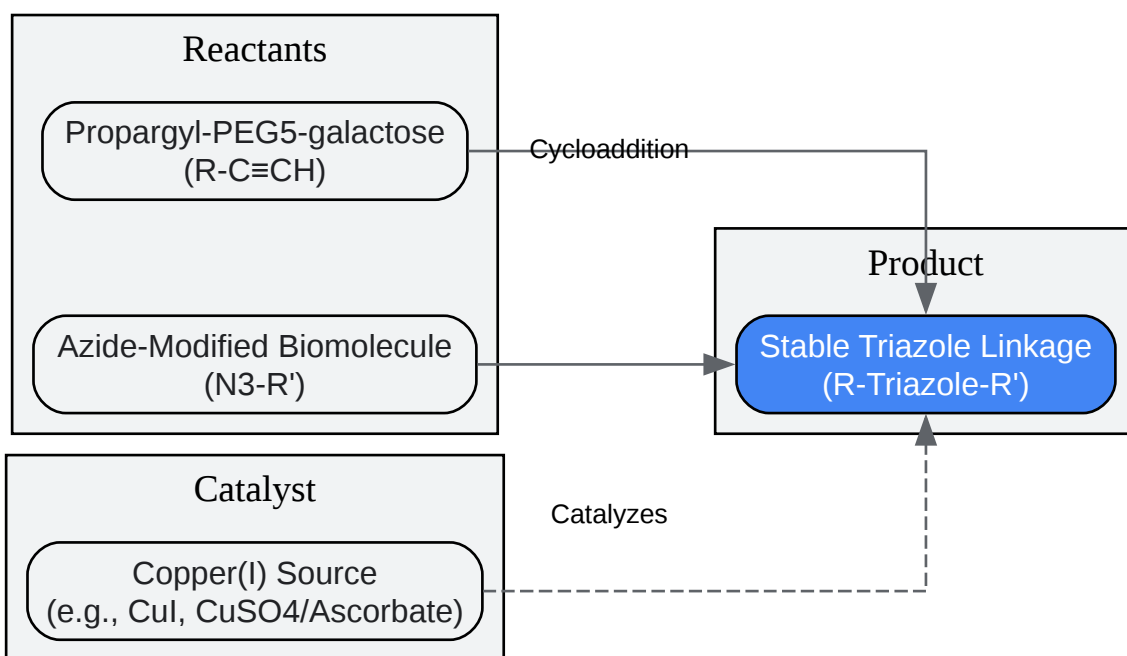 Reactants
Propargyl-PEG5-galactose
(R-C≡CH)
Cycloaddition
Azide-Modified Biomolecule
(N3-R')
Product
Stable Triazole Linkage
(R-Triazole-R')
Catalyst
Catalyzes
Copper(I) Source
(e.g., CuI, CuSO4/Ascorbate)